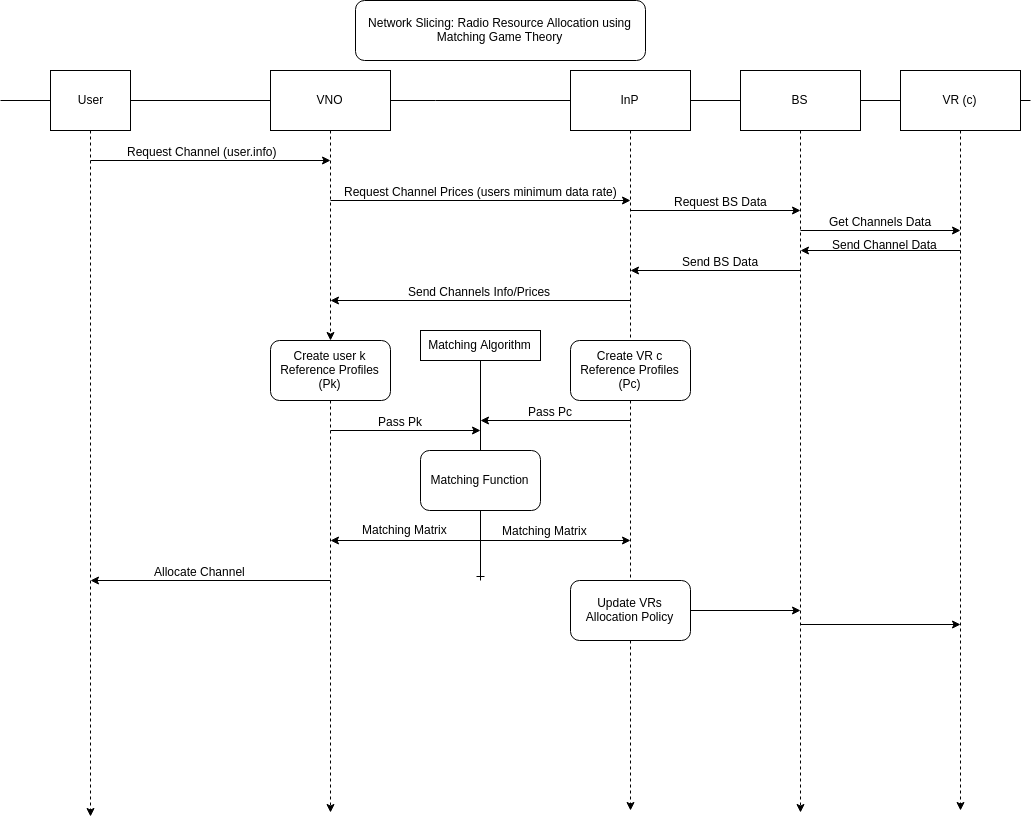 Network Slicing: Radio Resource Allocation using
Matching Game Theory
User
VNO
InP
BS
VR (c)
Request Channel (user.info)
Request Channel Prices (users minimum data rate)
Request BS Data
Get Channels Data
Send Channel Data
Send BS Data
Send Channels Info/Prices
Create user k
Reference Profiles
(Pk)
Matching Algorithm
Create VR c
Reference Profiles
(Pc)
Pass Pc
Pass Pk
Matching Function
Matching Matrix
Matching Matrix
Allocate Channel
Update VRs
Allocation Policy